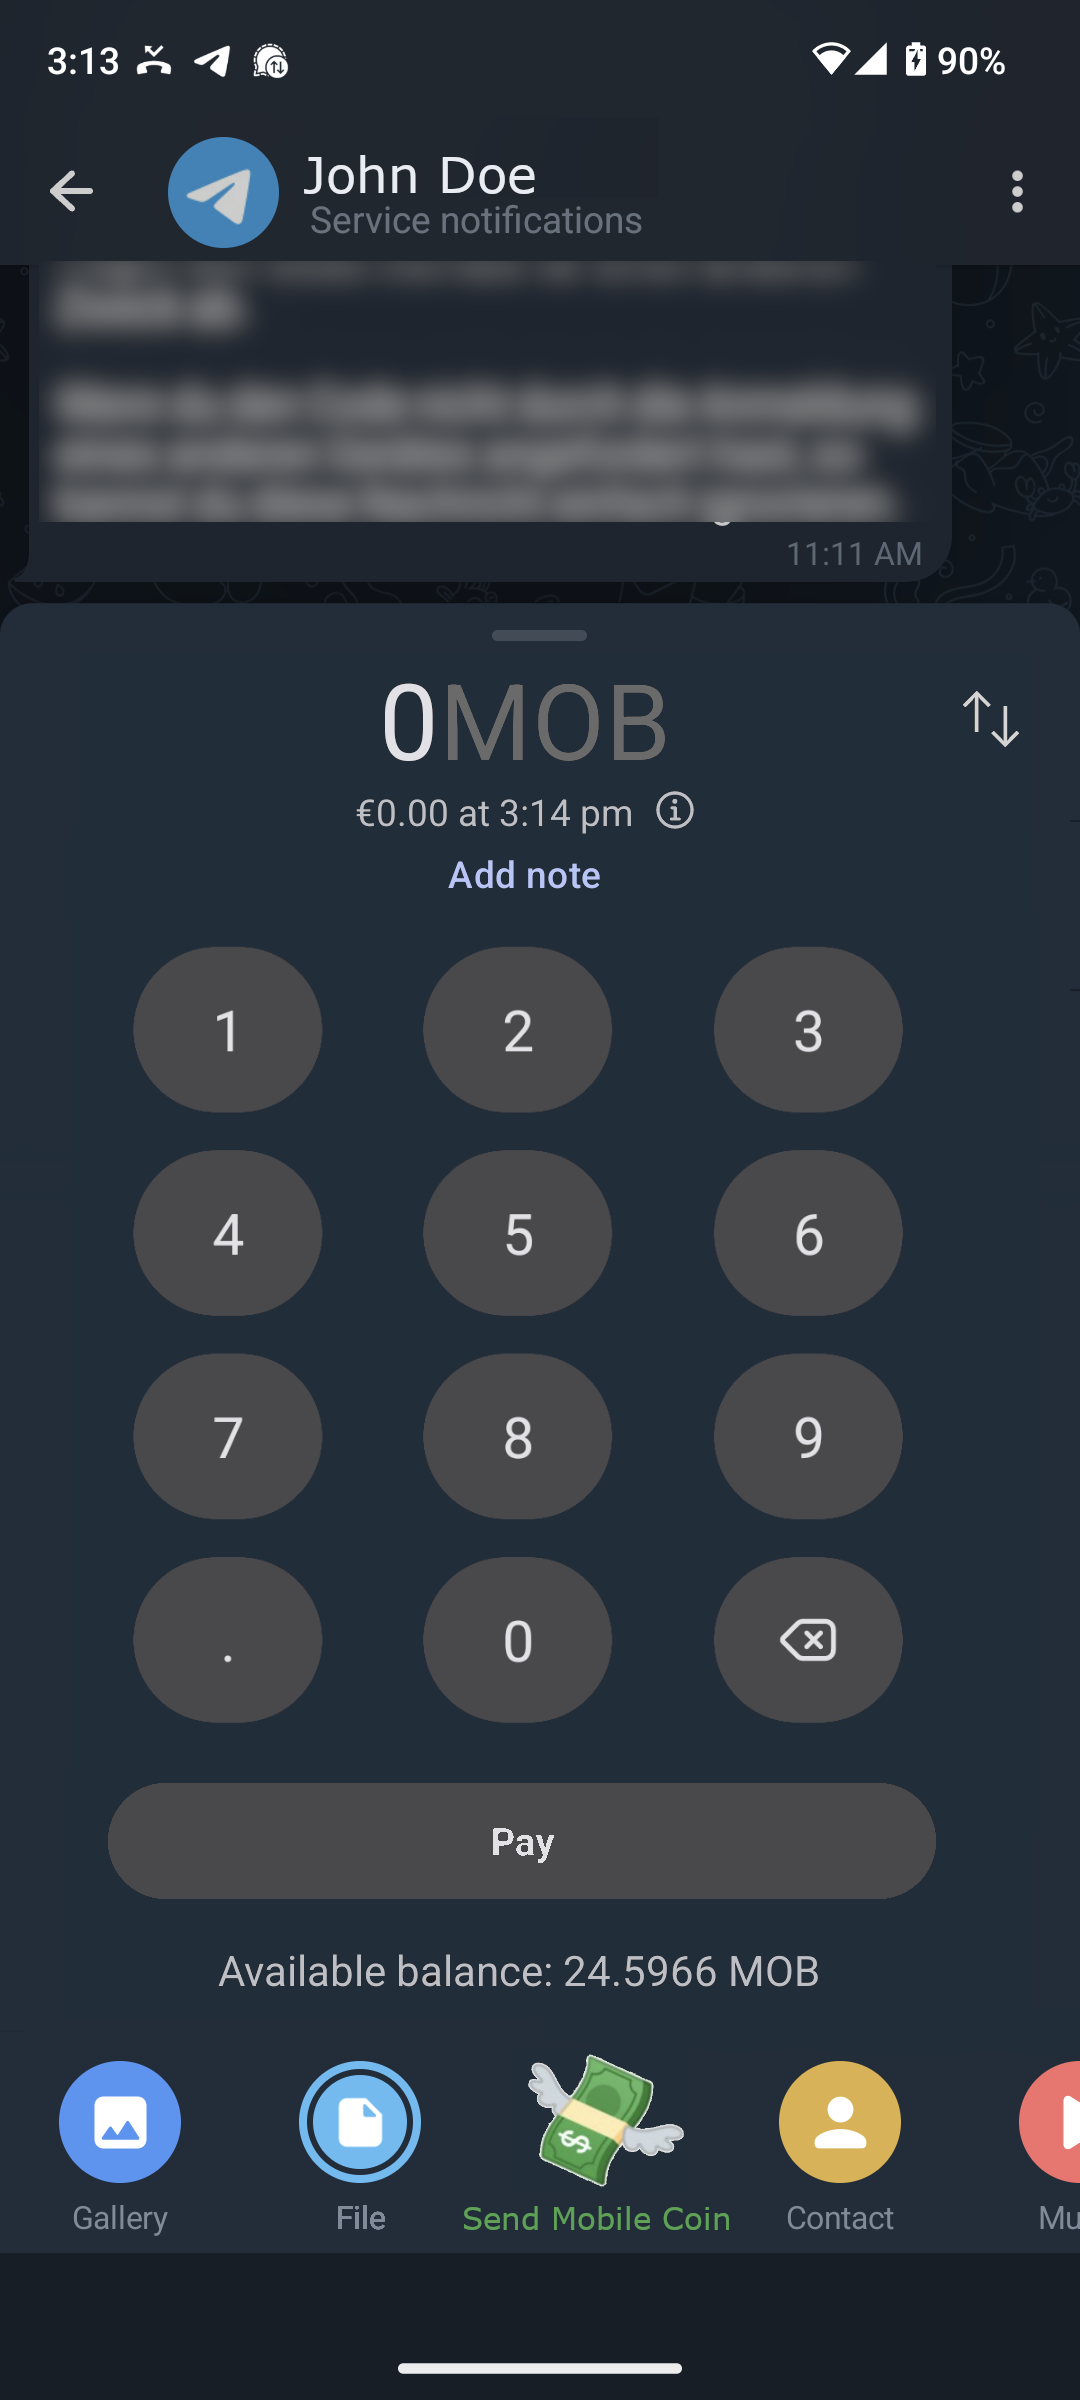 3:13
90%
John Doe
Service notifications
11:11 AM
0MOB
€0.00 at 3:14 pm
Add note
1 2 3
4 5 6
7 8 9
. 0
Pay
Available balance: 24.5966 MOB
Gallery File Send Mobile Coin Contact Mu